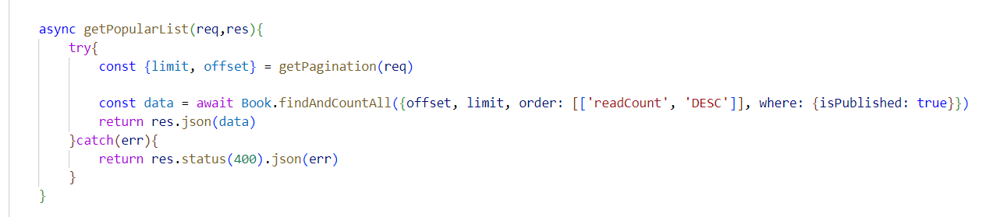 async getPopularList(req,res){
try{
const {limit, offset} = getPagination(req)
const data = await Book.findAndCountAll({offset, limit, order: [['readCount', 'DESC']], where: {isPublished: true}})
return res.json(data)
}catch(err){
return res.status(400).json(err)
}
}